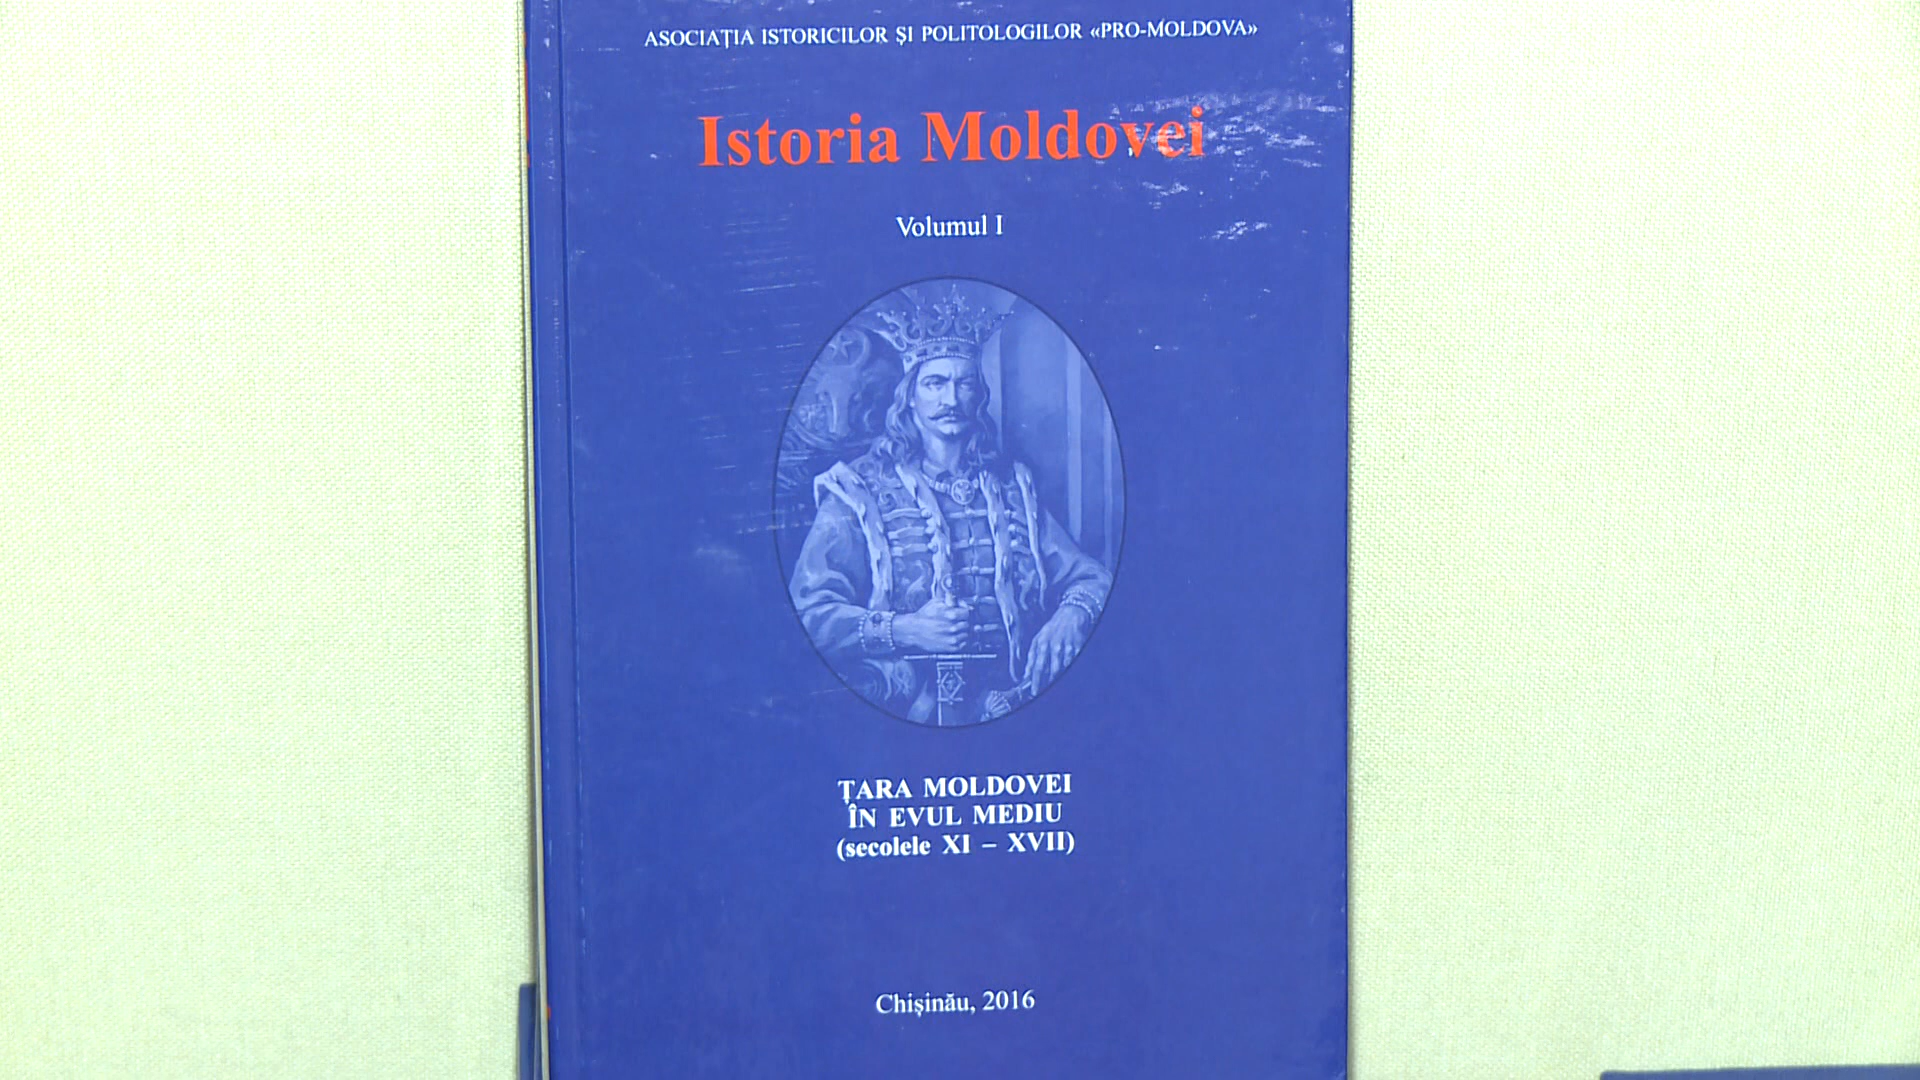 ASOCIAȚIA ISTORICILOR ȘI POLITOLOGILOR «PRO-MOLDOVA»
Istoria Moldovei
Volumul I
ȚARA MOLDOVEI
ÎN EVUL MEDIU
(secolele XI – XVII)
Chișinău, 2016